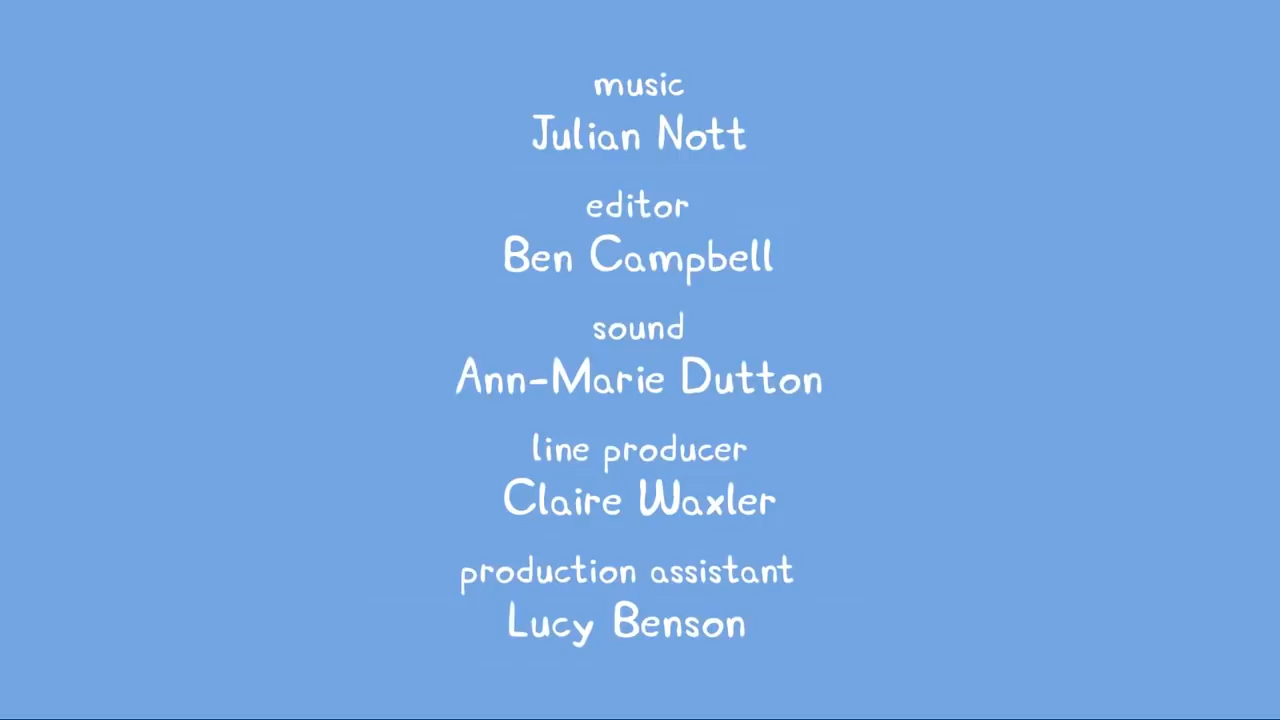 music
Julian Nott
editor
Ben Campbell
sound
Ann-Marie Dutton
line producer
Claire Waxler
production assistant
Lucy Benson